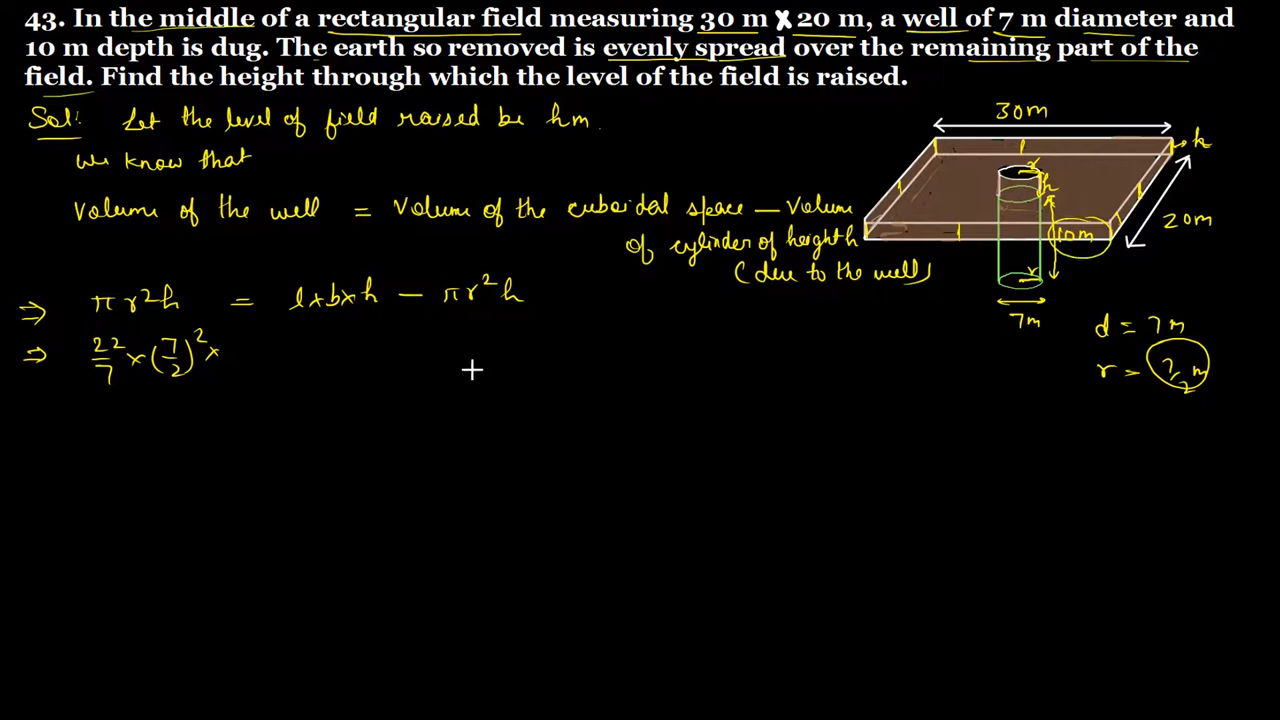 43. In the middle of a rectangular field measuring 30 m × 20 m, a well of 7 m diameter and
10 m depth is dug. The earth so removed is evenly spread over the remaining part of the
field. Find the height through which the level of the field is raised.
Sol: Let the level of field raised be hm.
We know that
Volume of the well = Volume of the cuboidal space - Volume
of cylinder of height h
(due to the well)
⇒ πr²h = l×b×h - πr²h
⇒ 22/7 × (7/2)² ×
30m
h
r
h
20m
10m
r
7m
d = 7m
r = 7/2 m